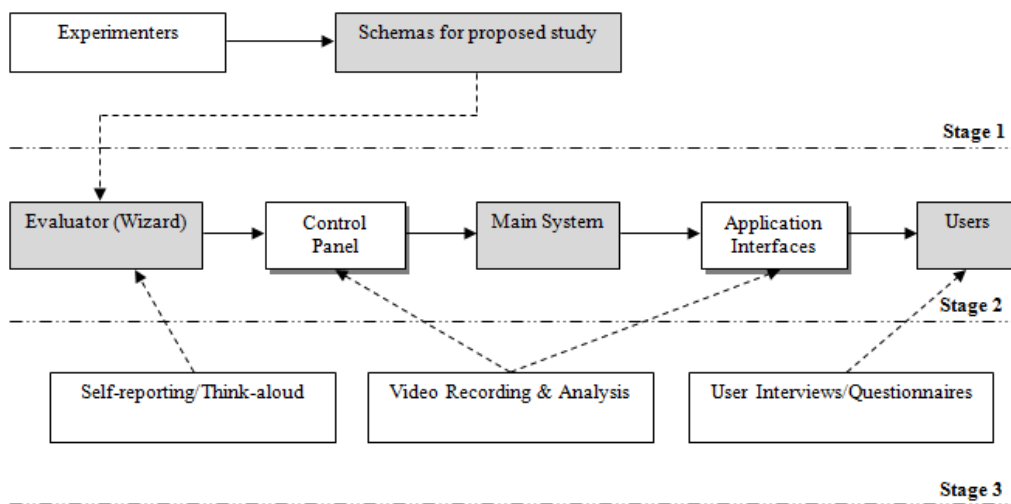 Experimenters
Schemas for proposed study
Stage 1
Evaluator (Wizard)
Control
Panel
Main System
Application
Interfaces
Users
Stage 2
Self-reporting/Think-aloud
Video Recording & Analysis
User Interviews/Questionnaires
Stage 3